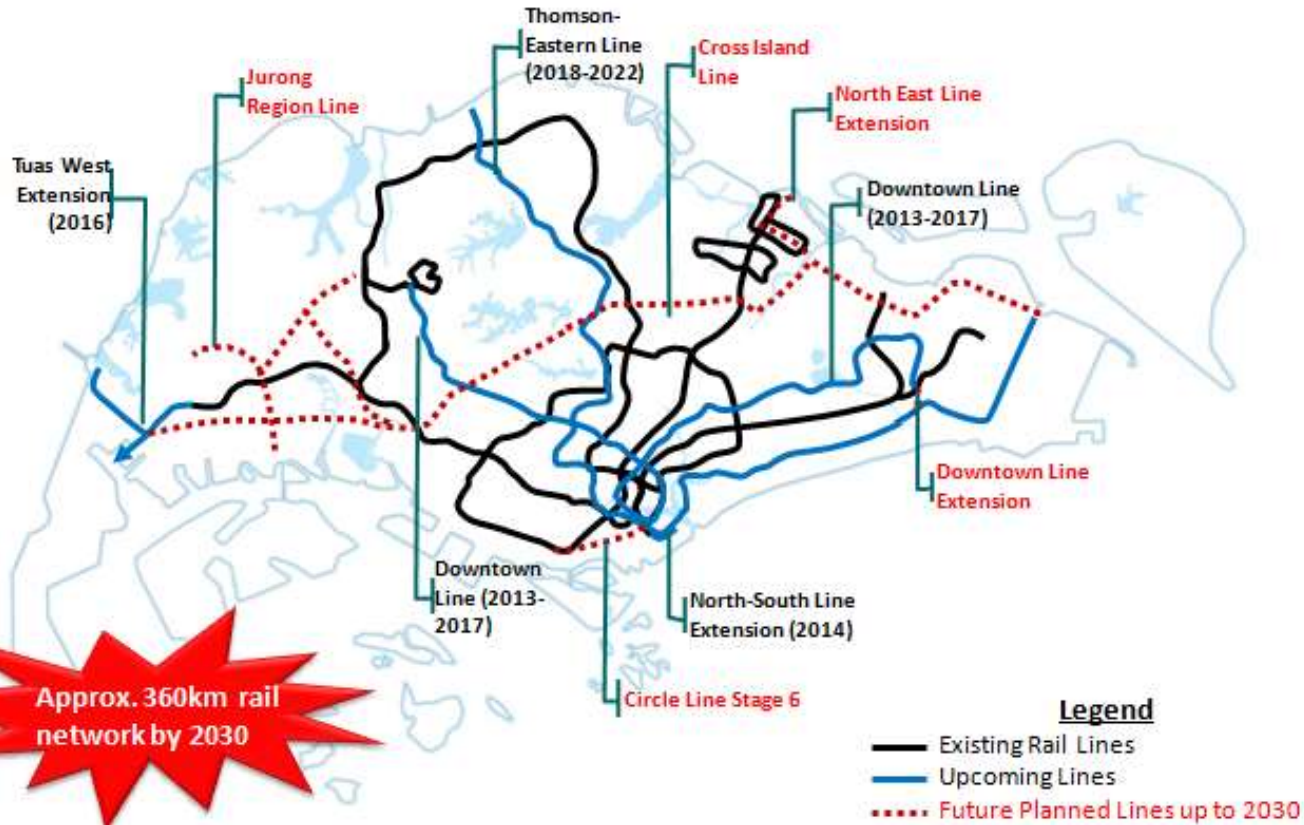 Thomson-
Eastern Line
(2018-2022)
Cross Island
Line
Jurong
Region Line
North East Line
Extension
Tuas West
Extension
(2016)
Downtown Line
(2013-2017)
Downtown Line
Extension
Downtown
Line (2013-
2017)
North-South Line
Extension (2014)
Circle Line Stage 6
Approx. 360km rail
network by 2030
Legend
Existing Rail Lines
Upcoming Lines
Future Planned Lines up to 2030